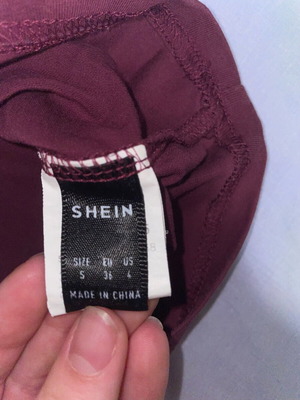 SHEIN
SIZE EU US
S 36 4
MADE IN CHINA